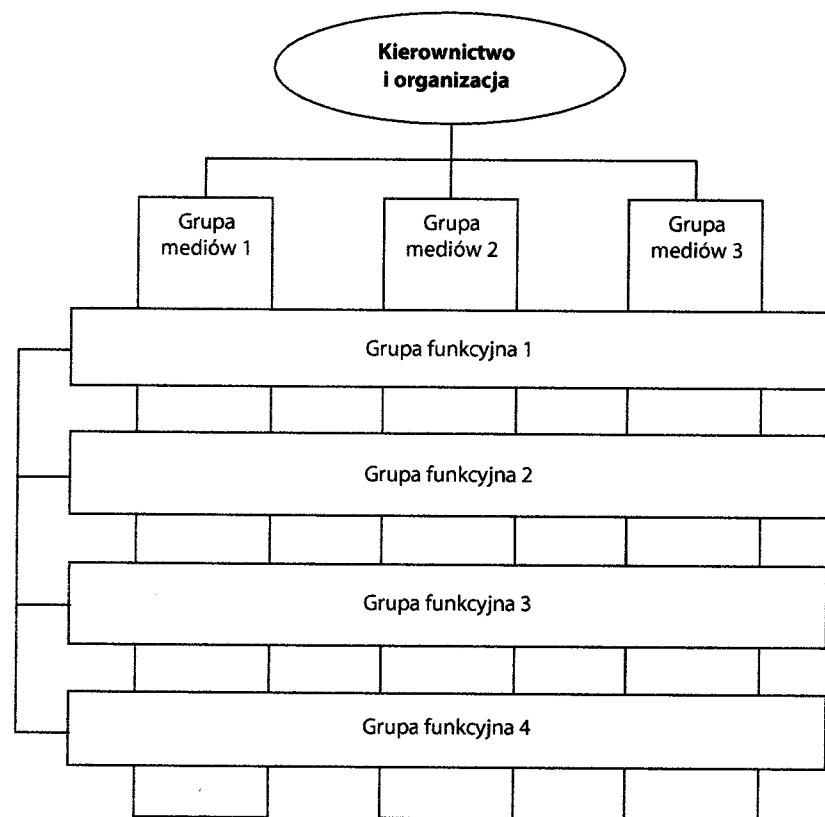 Kierownictwo
i organizacja
Grupa
mediów 1
Grupa
mediów 2
Grupa
mediów 3
Grupa funkcyjna 1
Grupa funkcyjna 2
Grupa funkcyjna 3
Grupa funkcyjna 4